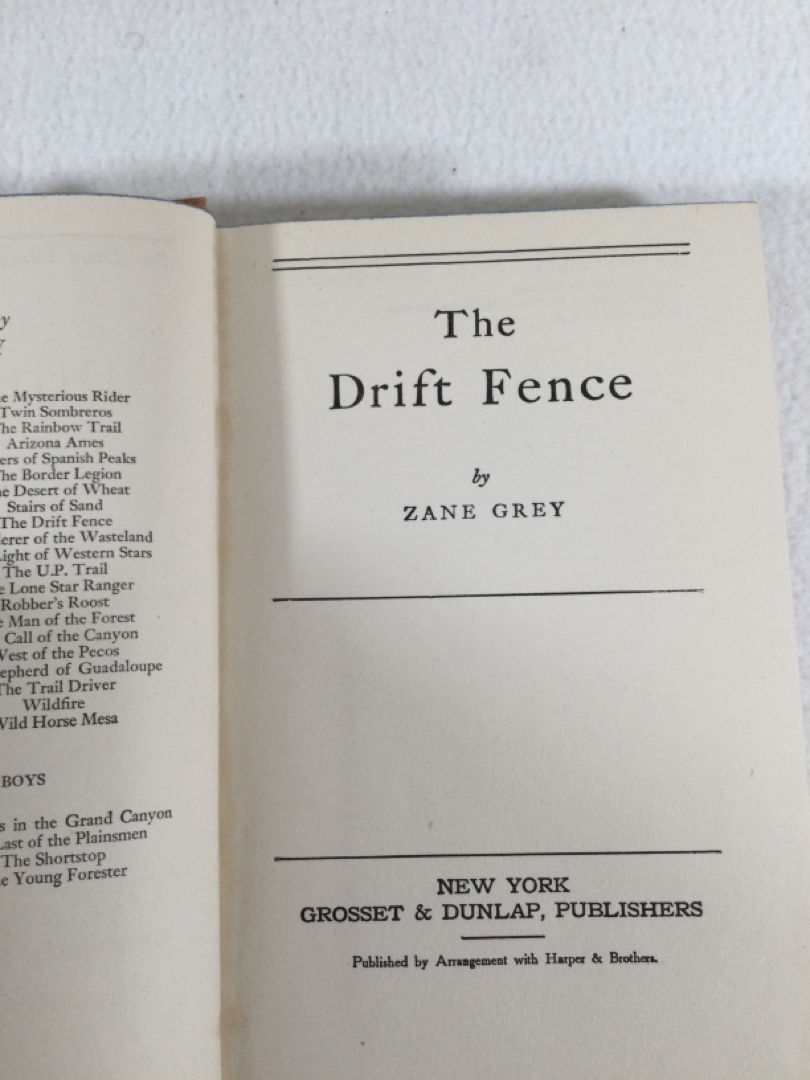 y
Y
e Mysterious Rider
Twin Sombreros
he Rainbow Trail
Arizona Ames
ers of Spanish Peaks
he Border Legion
e Desert of Wheat
Stairs of Sand
The Drift Fence
erer of the Wasteland
ight of Western Stars
The U.P. Trail
e Lone Star Ranger
Robber's Roost
e Man of the Forest
Call of the Canyon
West of the Pecos
epherd of Guadaloupe
The Trail Driver
Wildfire
Wild Horse Mesa
BOYS
s in the Grand Canyon
Last of the Plainsmen
The Shortstop
e Young Forester
The
Drift Fence
by
ZANE GREY
NEW YORK
GROSSET & DUNLAP, PUBLISHERS
Published by Arrangement with Harper & Brothers.